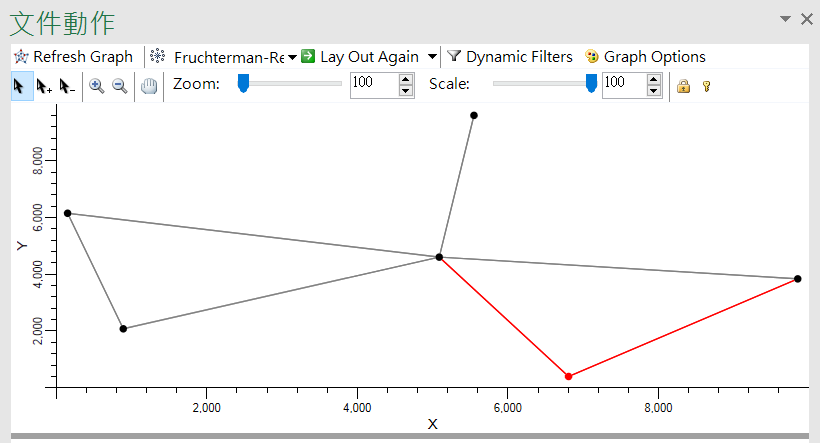 文件動作
Refresh Graph Fruchterman-Re Lay Out Again Dynamic Filters Graph Options
Zoom: 100 Scale: 100
8,000
6,000
Y
4,000
2,000
2,000 4,000 6,000 8,000
X